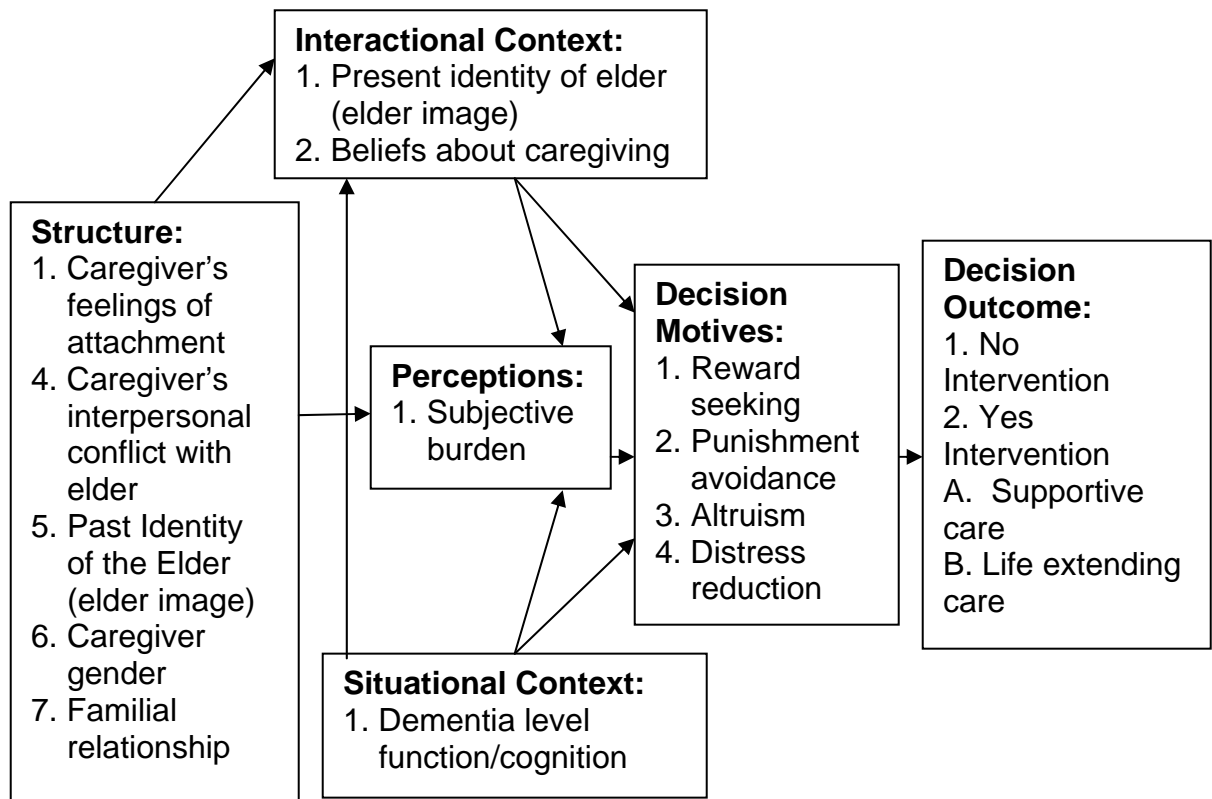 Interactional Context:
1. Present identity of elder
(elder image)
2. Beliefs about caregiving
Structure:
1. Caregiver's
feelings of
attachment
4. Caregiver's
interpersonal
conflict with
elder
5. Past Identity
of the Elder
(elder image)
6. Caregiver
gender
7. Familial
relationship
Perceptions:
1. Subjective
burden
Situational Context:
1. Dementia level
function/cognition
Decision
Motives:
1. Reward
seeking
2. Punishment
avoidance
3. Altruism
4. Distress
reduction
Decision
Outcome:
1. No
Intervention
2. Yes
Intervention
A. Supportive
care
B. Life extending
care